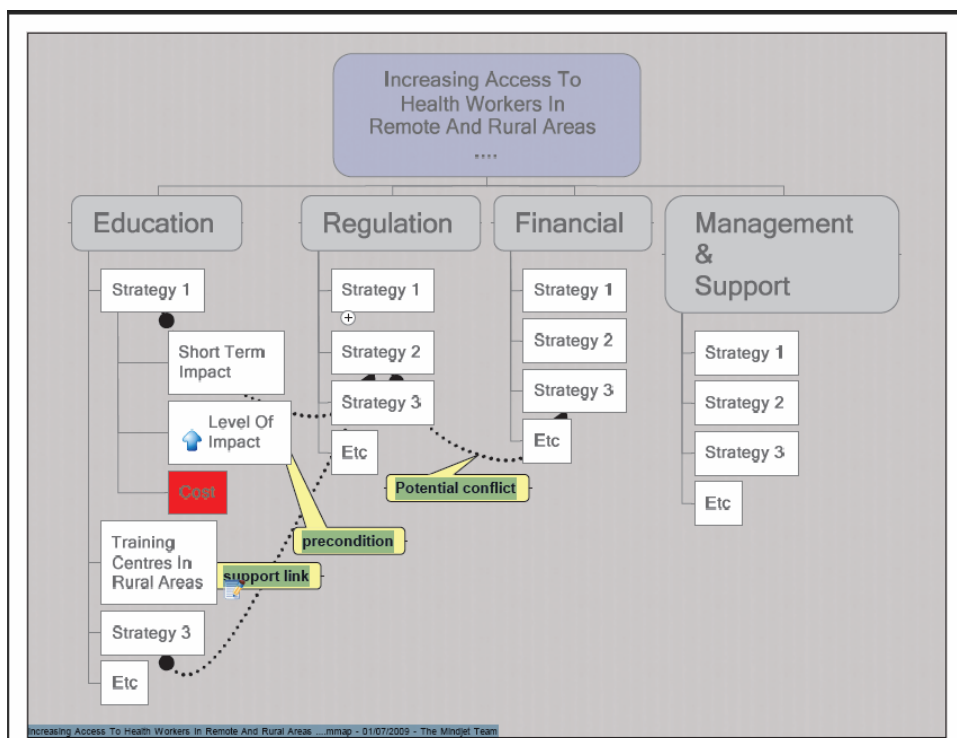 Increasing Access To
Health Workers In
Remote And Rural Areas
,,,,
Education
Strategy 1
Short Term
Impact
Level Of
Impact
Cost
Training
Centres In
Rural Areas
Strategy 3
Etc
support link
precondition
Regulation
Strategy 1
Strategy 2
Strategy 3
Etc
Potential conflict
Financial
Strategy 1
Strategy 2
Strategy 3
Etc
Management
&
Support
Strategy 1
Strategy 2
Strategy 3
Etc
Increasing Access To Health Workers In Remote And Rural Areas ....mmap - 01/07/2009 - The Mindjet Team